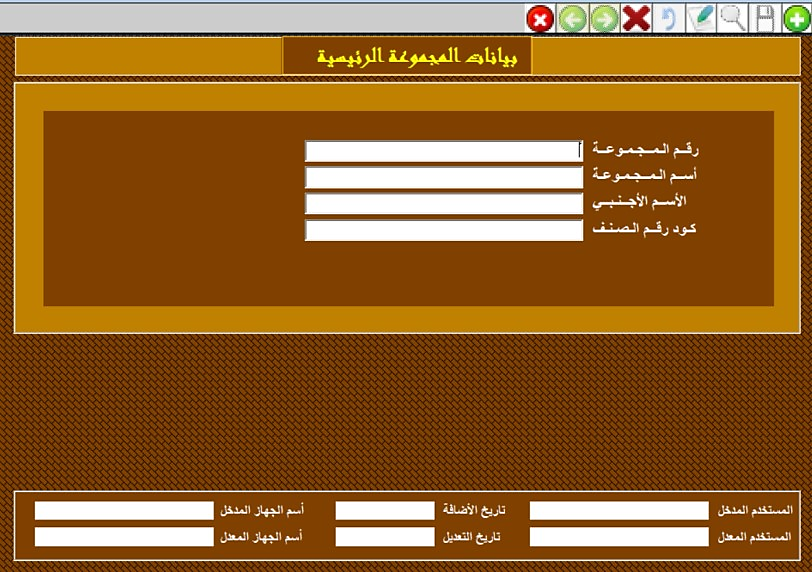 بيانات المجموعة الرئيسية
رقم المجموعة
أسم المجموعة
الأسم الأجنبي
كود رقم الصنف
المستخدم المدخل تاريخ الأضافة أسم الجهاز المدخل
المستخدم المعدل تاريخ التعديل أسم الجهاز المعدل